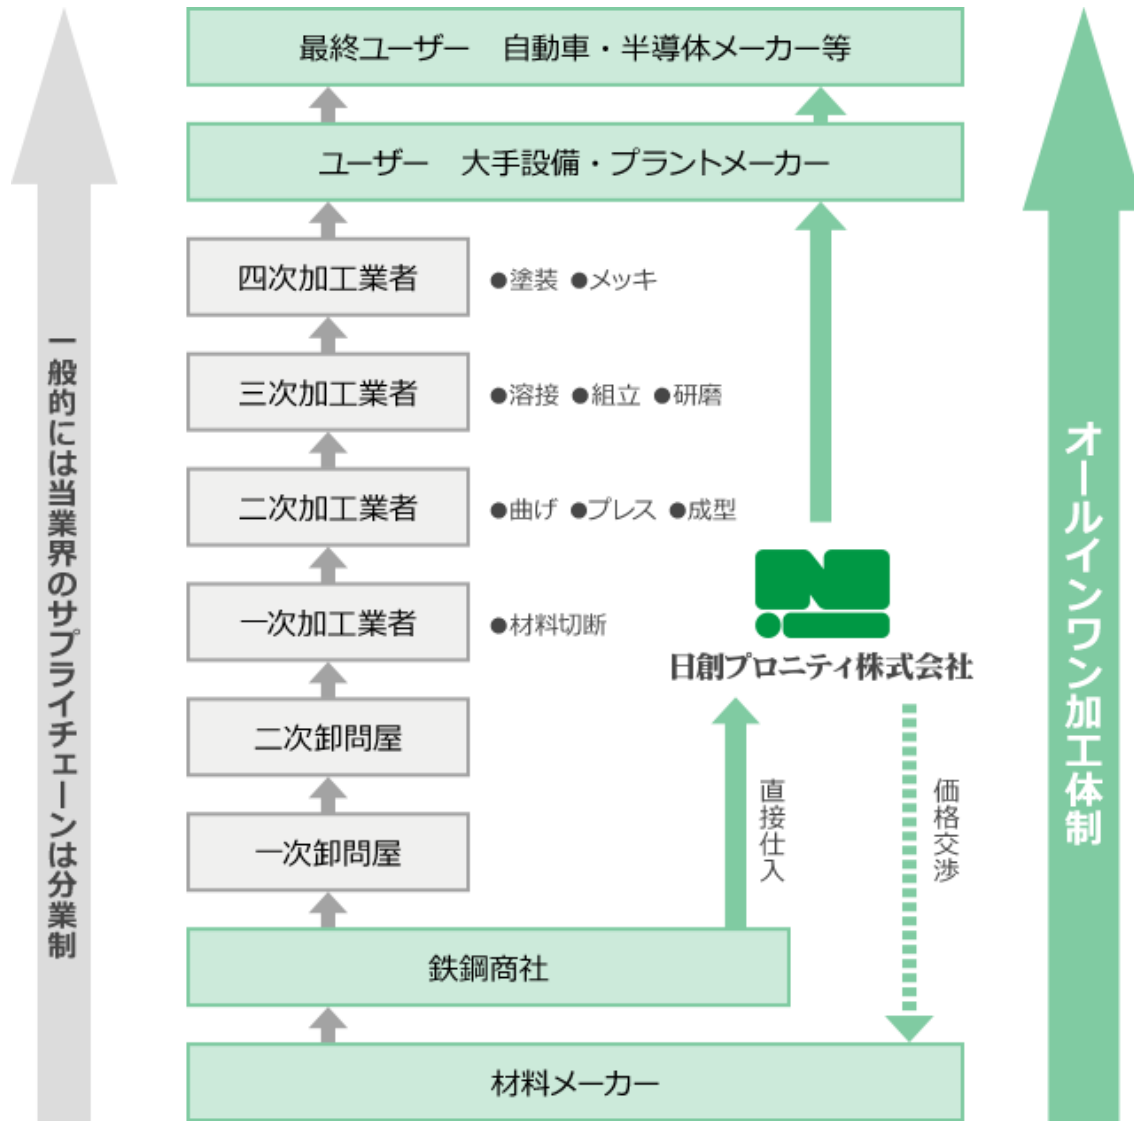 最終ユーザー　自動車・半導体メーカー等
ユーザー　大手設備・プラントメーカー
四次加工業者
●塗装 ●メッキ
三次加工業者
●溶接 ●組立 ●研磨
二次加工業者
●曲げ ●プレス ●成型
一次加工業者
●材料切断
二次卸問屋
一次卸問屋
鉄鋼商社
材料メーカー
一般的には当業界のサプライチェーンは分業制
日創プロニティ株式会社
直接仕入
価格交渉
オールインワン加工体制